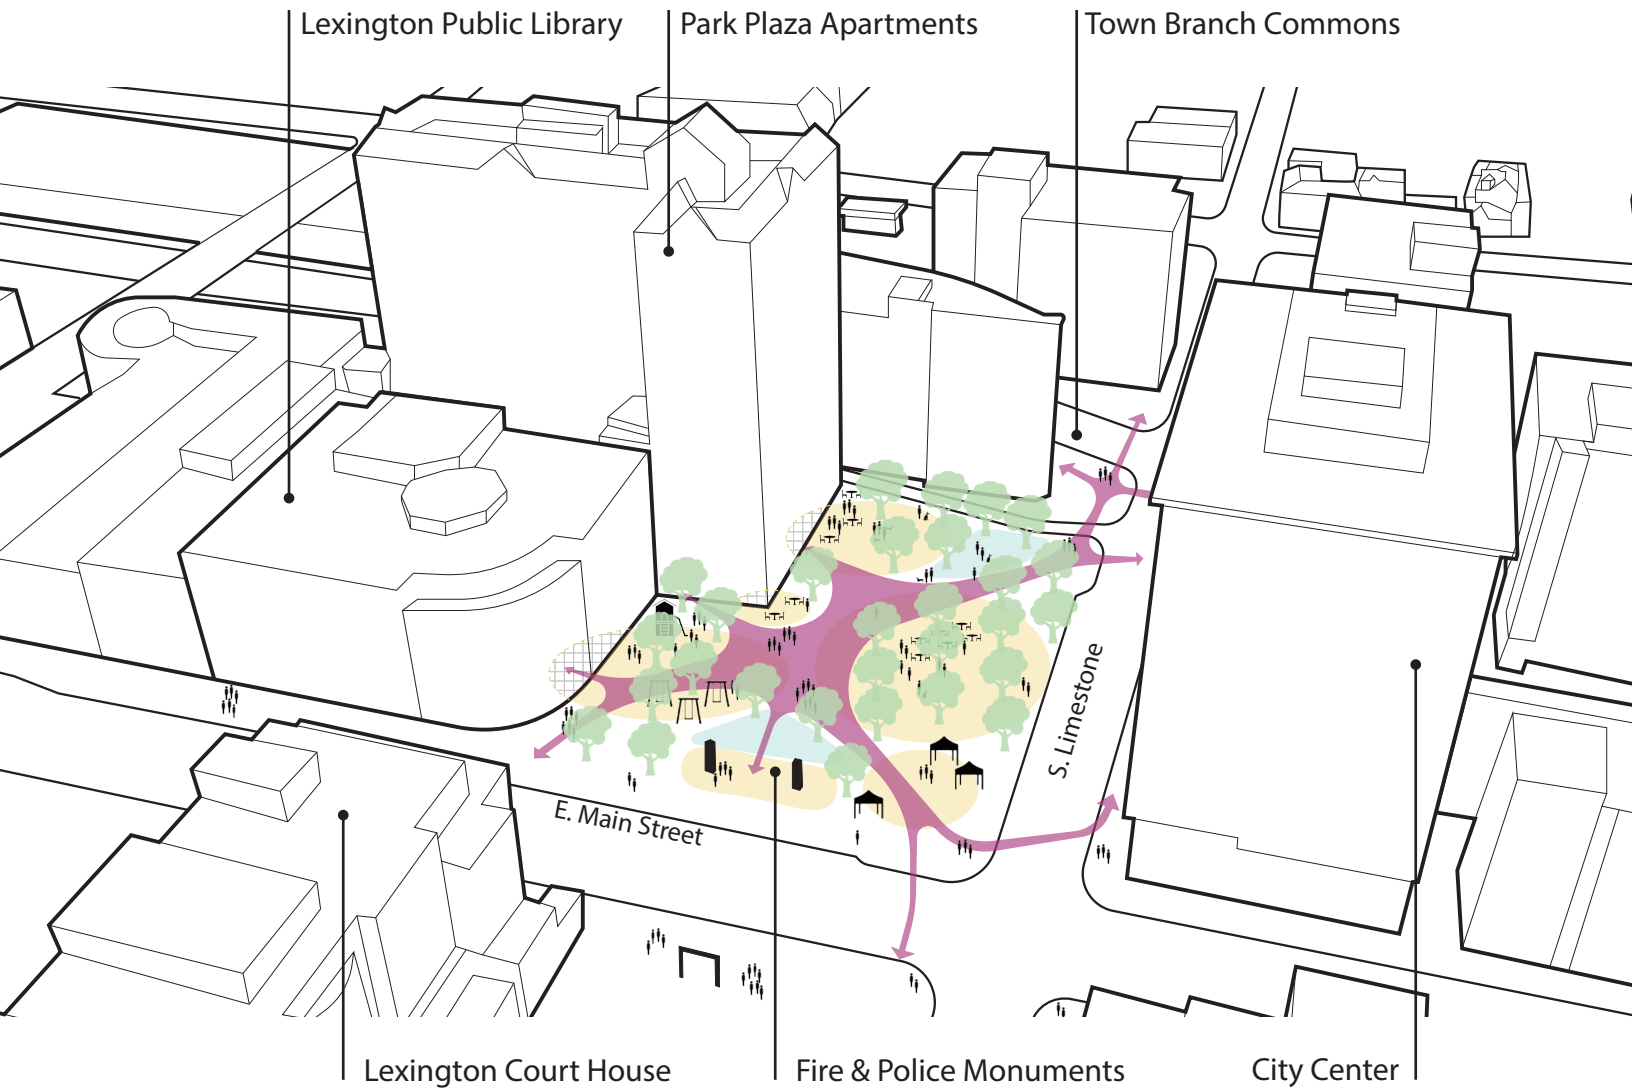 Lexington Public Library
Park Plaza Apartments
Town Branch Commons
S. Limestone
E. Main Street
Lexington Court House
Fire & Police Monuments
City Center